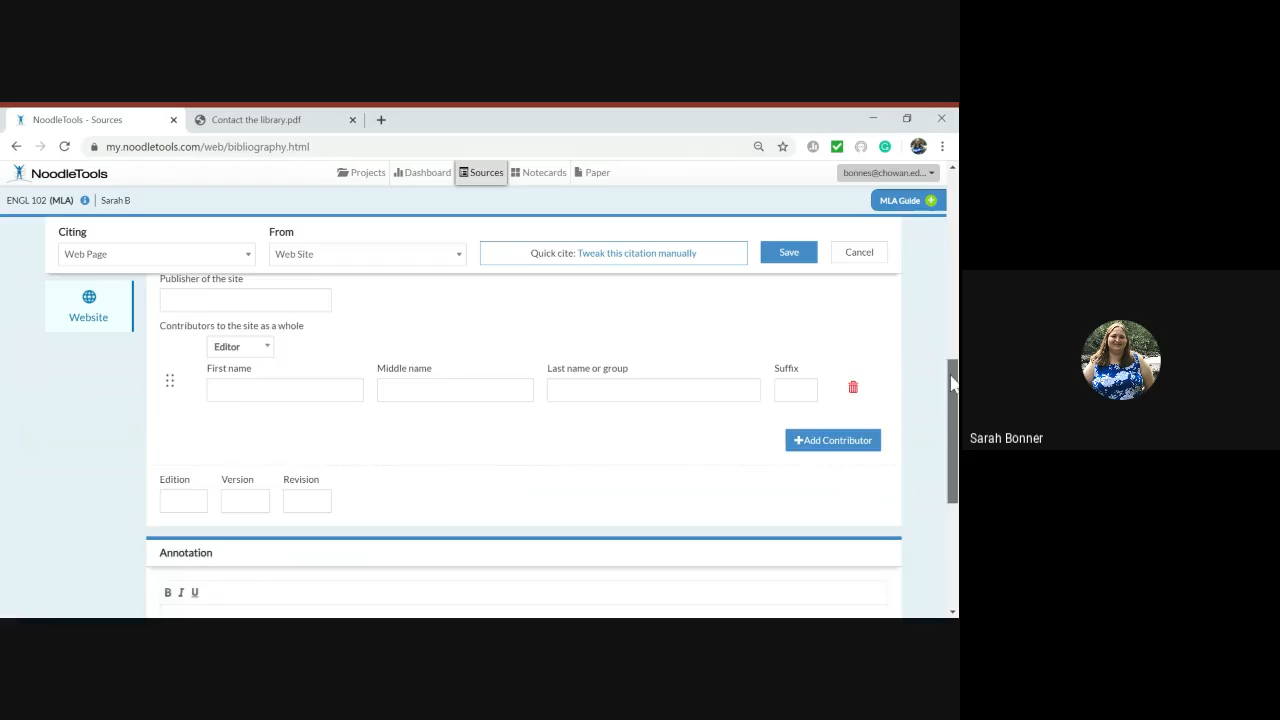 NoodleTools - Sources
Contact the library.pdf
my.noodletools.com/web/bibliography.html
NoodleTools
Projects
Dashboard
Sources
Notecards
Paper
bonnes@chowan.ed...
ENGL 102 (MLA)
Sarah B
MLA Guide
Citing
From
Web Page
Web Site
Quick cite: Tweak this citation manually
Save
Cancel
Website
Publisher of the site
Contributors to the site as a whole
Editor
First name
Middle name
Last name or group
Suffix
+Add Contributor
Edition
Version
Revision
Annotation
B I U
Sarah Bonner